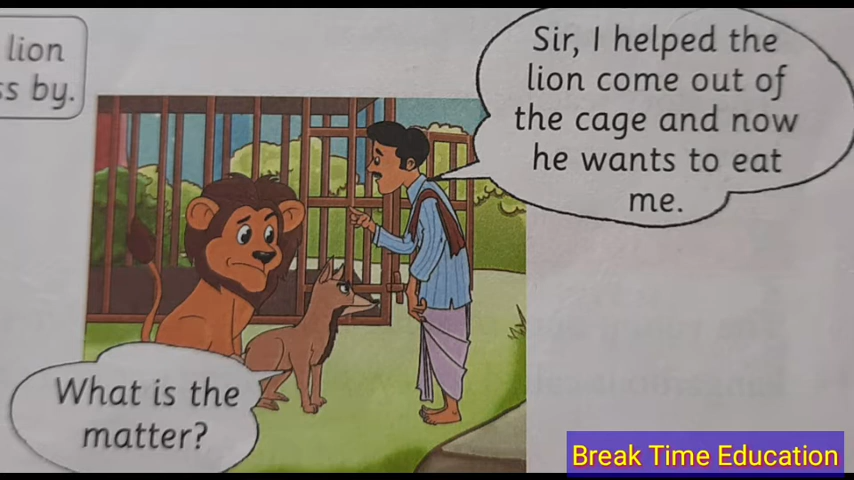 lion
ss by.
Sir, I helped the
lion come out of
the cage and now
he wants to eat
me.
What is the
matter?
Break Time Education